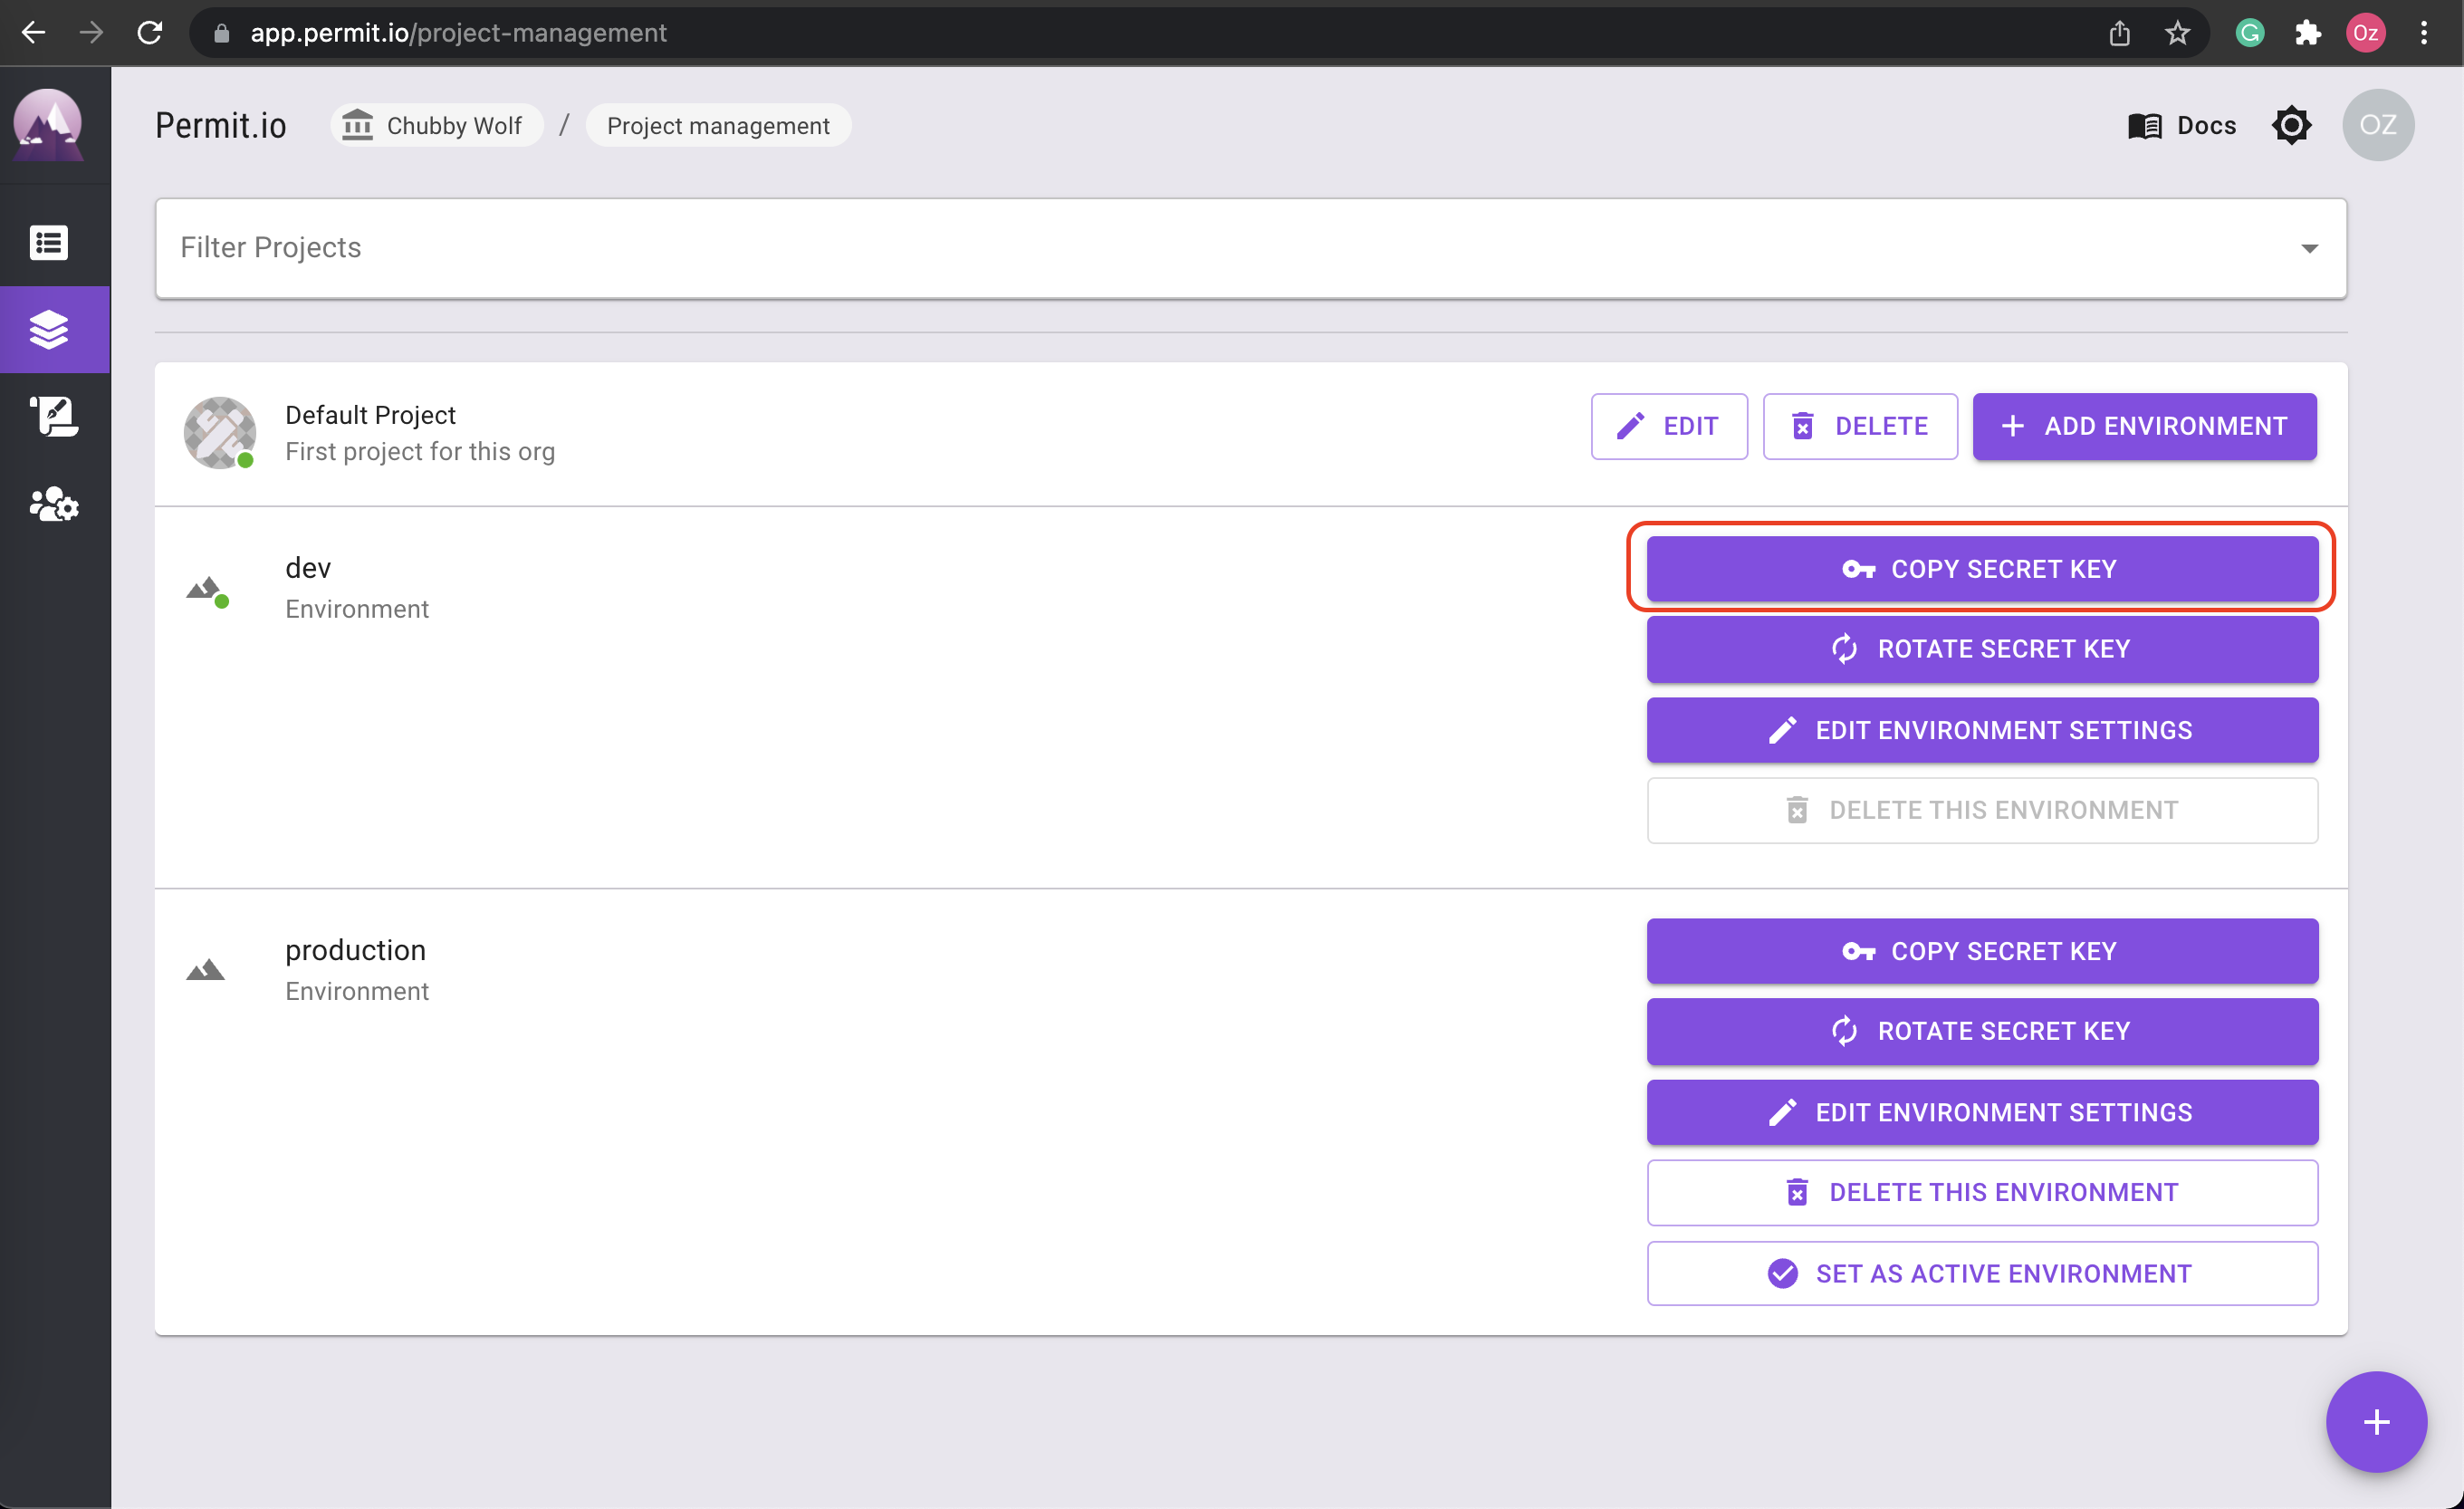 app.permit.io/project-management
Oz
Permit.io
Chubby Wolf / Project management
Docs
OZ
Filter Projects
Default Project
First project for this org
EDIT
DELETE
+ ADD ENVIRONMENT
dev
Environment
COPY SECRET KEY
ROTATE SECRET KEY
EDIT ENVIRONMENT SETTINGS
DELETE THIS ENVIRONMENT
production
Environment
COPY SECRET KEY
ROTATE SECRET KEY
EDIT ENVIRONMENT SETTINGS
DELETE THIS ENVIRONMENT
SET AS ACTIVE ENVIRONMENT
+